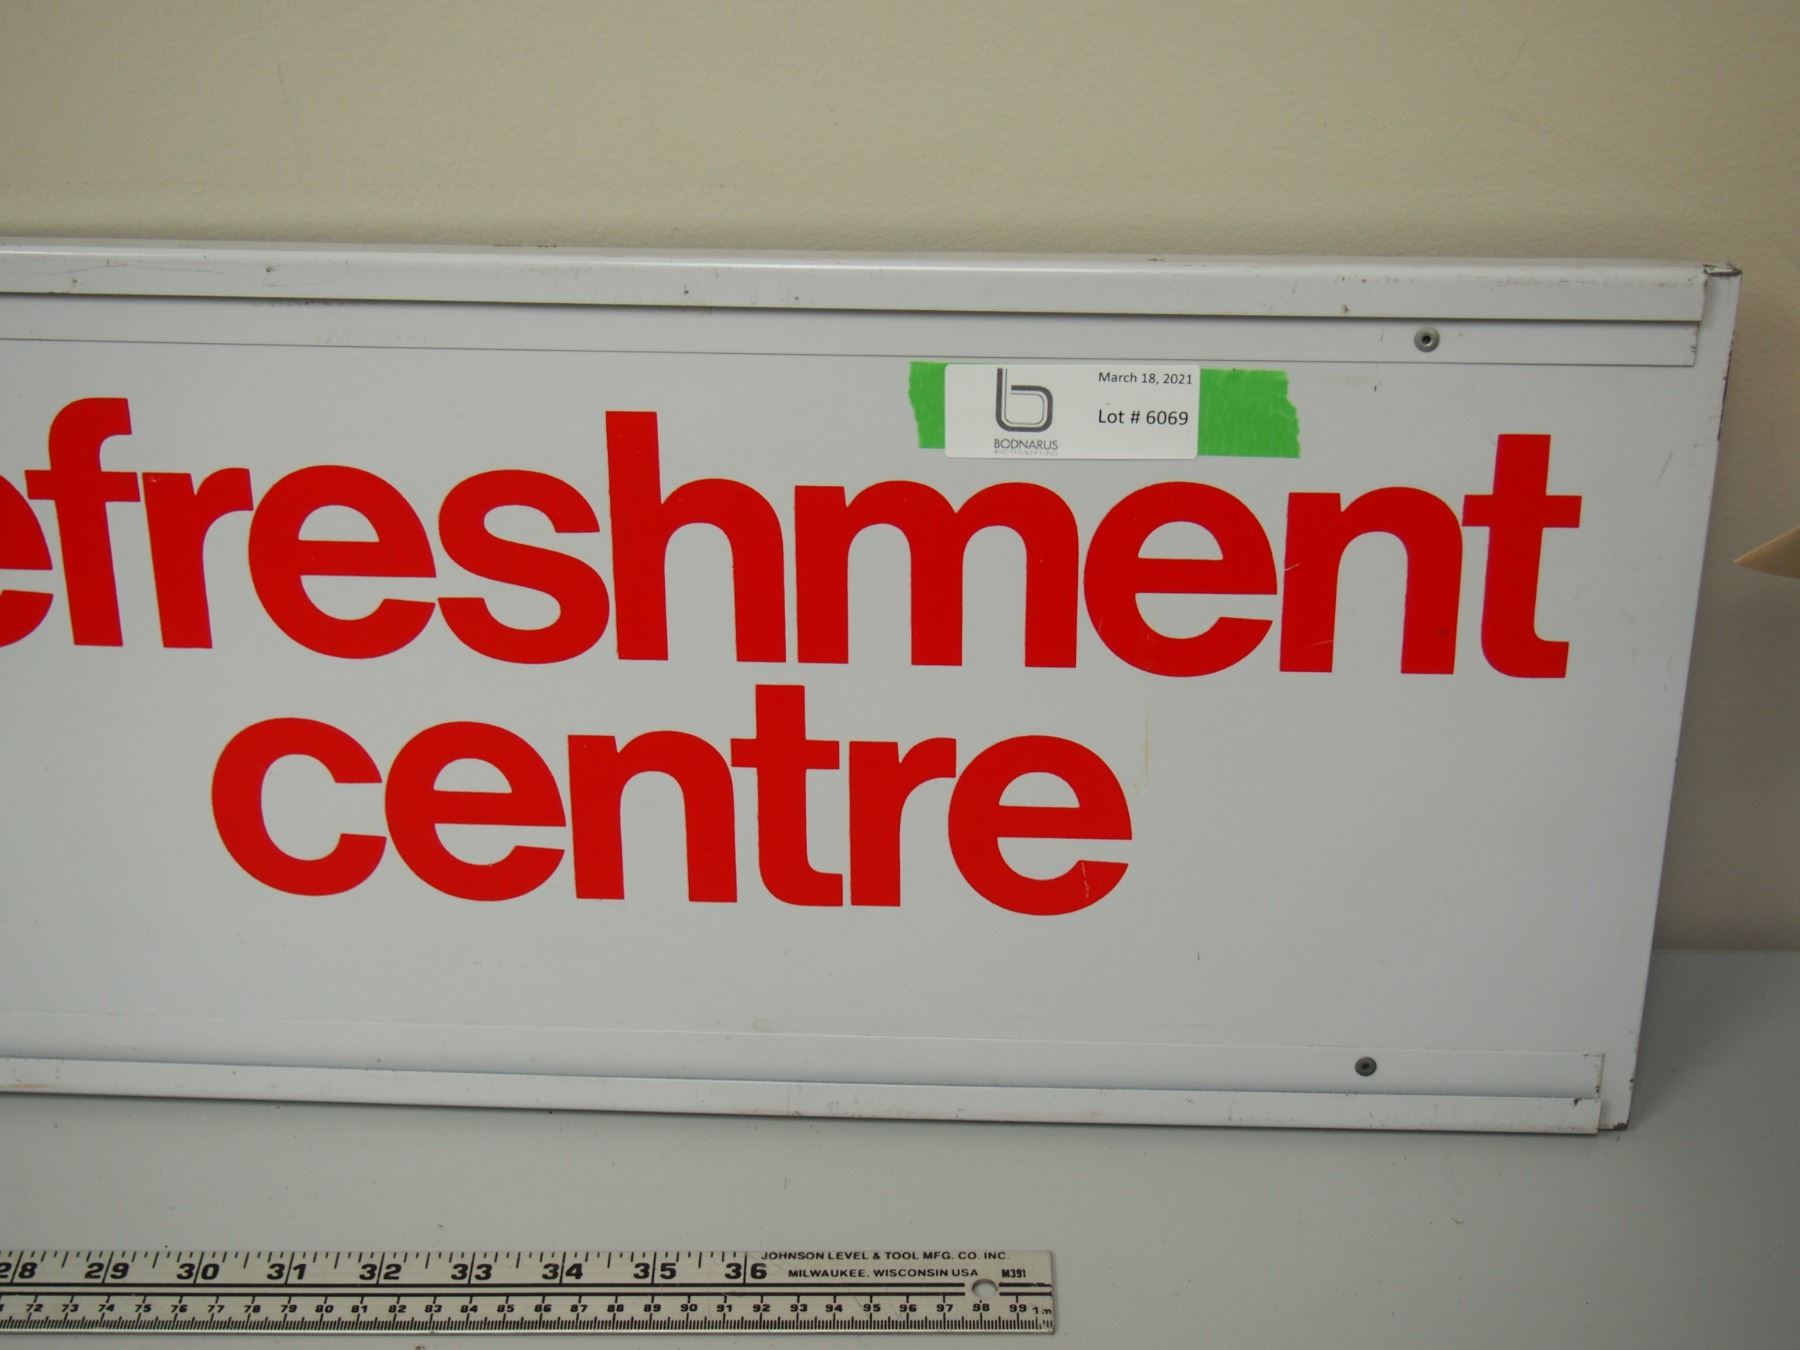 March 18, 2021
Lot # 6069
b
BODNARUS
AUCTIONEERING
efreshment
centre
28 29 30 31 32 33 34 35 36
JOHNSON LEVEL & TOOL MFG. CO. INC.
MILWAUKEE, WISCONSIN USA M391
72 73 74 75 76 77 78 79 80 81 82 83 84 85 86 87 88 89 90 91 92 93 94 95 96 97 98 99 1m